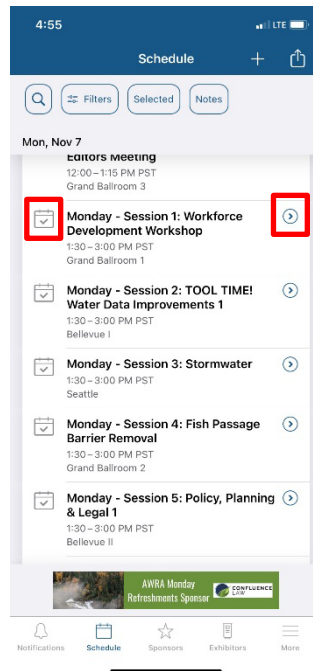 4:55
LTE
Schedule
Filters
Selected
Notes
Mon, Nov 7
Editors Meeting
12:00–1:15 PM PST
Grand Ballroom 3
Monday - Session 1: Workforce
Development Workshop
1:30–3:00 PM PST
Grand Ballroom 1
Monday - Session 2: TOOL TIME!
Water Data Improvements 1
1:30–3:00 PM PST
Bellevue I
Monday - Session 3: Stormwater
1:30–3:00 PM PST
Seattle
Monday - Session 4: Fish Passage
Barrier Removal
1:30–3:00 PM PST
Grand Ballroom 2
Monday - Session 5: Policy, Planning
& Legal 1
1:30–3:00 PM PST
Bellevue II
AWRA Monday
Refreshments Sponsor
CONFLUENCE
LAW
Notifications
Schedule
Sponsors
Exhibitors
More